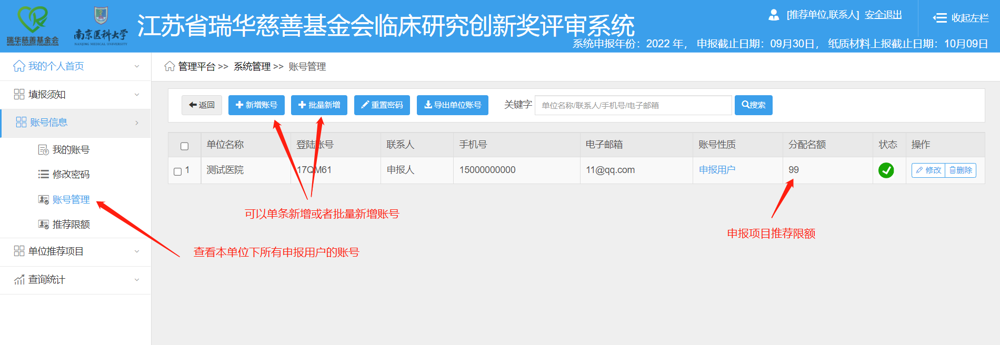 瑞华慈善基金会
南京医科大学
NANJING MEDICAL UNIVERSITY
江苏省瑞华慈善基金会临床研究创新奖评审系统
[推荐单位,联系人] 安全退出
收起左栏
系统申报年份：2022 年， 申报截止日期：09月30日， 纸质材料上报截止日期：10月09日
我的个人首页
填报须知
账号信息
我的账号
修改密码
账号管理
推荐限额
单位推荐项目
查询统计
管理平台 >> 系统管理 >> 账号管理
返回 新增账号 批量新增 重置密码 导出单位账号 关键字 单位名称/联系人/手机号/电子邮箱 搜索
单位名称 登陆账号 联系人 手机号 电子邮箱 账号性质 分配名额 状态 操作
1 测试医院 17QM61 申报人 15000000000 11@qq.com 申报用户 99 修改 删除
可以单条新增或者批量新增账号
申报项目推荐限额
查看本单位下所有申报用户的账号